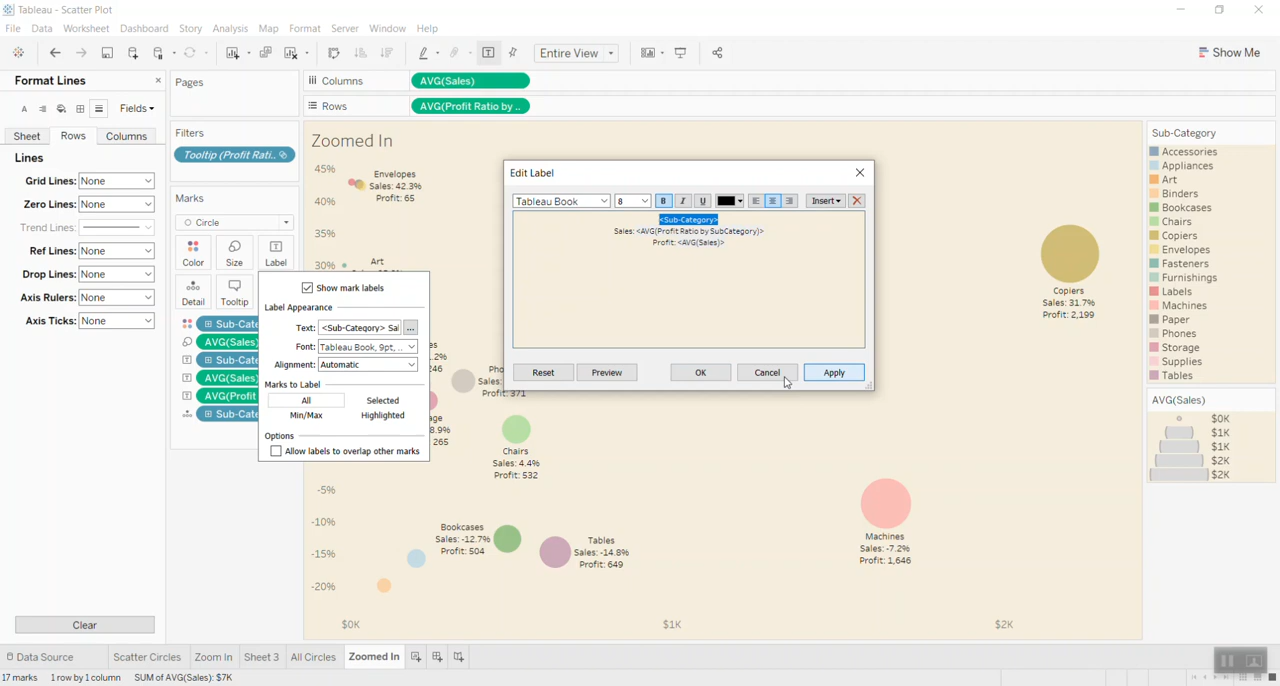 Tableau - Scatter Plot
File Data Worksheet Dashboard Story Analysis Map Format Server Window Help
Entire View
Show Me
Format Lines
Fields
Sheet Rows Columns
Lines
Grid Lines: None
Zero Lines: None
Trend Lines:
Ref Lines: None
Drop Lines: None
Axis Rulers: None
Axis Ticks: None
Clear
Pages
Filters
Tooltip (Profit Rati..
Marks
Circle
Color Size Label
Detail Tooltip
Sub-Cate
AVG(Sales)
Sub-Cate
AVG(Sales)
AVG(Profit
Sub-Cate
Show mark labels
Label Appearance
Text: <Sub-Category> Sal ...
Font: Tableau Book, 9pt, ..
Alignment: Automatic
Marks to Label
All Selected
Min/Max Highlighted
Options
Allow labels to overlap other marks
Columns AVG(Sales)
Rows AVG(Profit Ratio by ..
Zoomed In
45%
40%
35%
30%
-5%
-10%
-15%
-20%
$0K $1K $2K
Envelopes
Sales: 42.3%
Profit: 65
Art
Chairs
Sales: 4.4%
Profit: 532
Bookcases
Sales: -12.7%
Profit: 504
Tables
Sales: -14.8%
Profit: 649
Machines
Sales: -7.2%
Profit: 1,646
Copiers
Sales: 31.7%
Profit: 2,199
Pho
Sales:
Profit: 371
es
.2%
246
age
8.9%
265
Edit Label
Tableau Book 8 B I U Insert
<Sub-Category>
Sales: <AVG(Profit Ratio by SubCategory)>
Profit: <AVG(Sales)>
Reset Preview OK Cancel Apply
Sub-Category
Accessories
Appliances
Art
Binders
Bookcases
Chairs
Copiers
Envelopes
Fasteners
Furnishings
Labels
Machines
Paper
Phones
Storage
Supplies
Tables
AVG(Sales)
$0K
$1K
$1K
$2K
$2K
Data Source Scatter Circles Zoom In Sheet 3 All Circles Zoomed In
17 marks 1 row by 1 column SUM of AVG(Sales): $7K